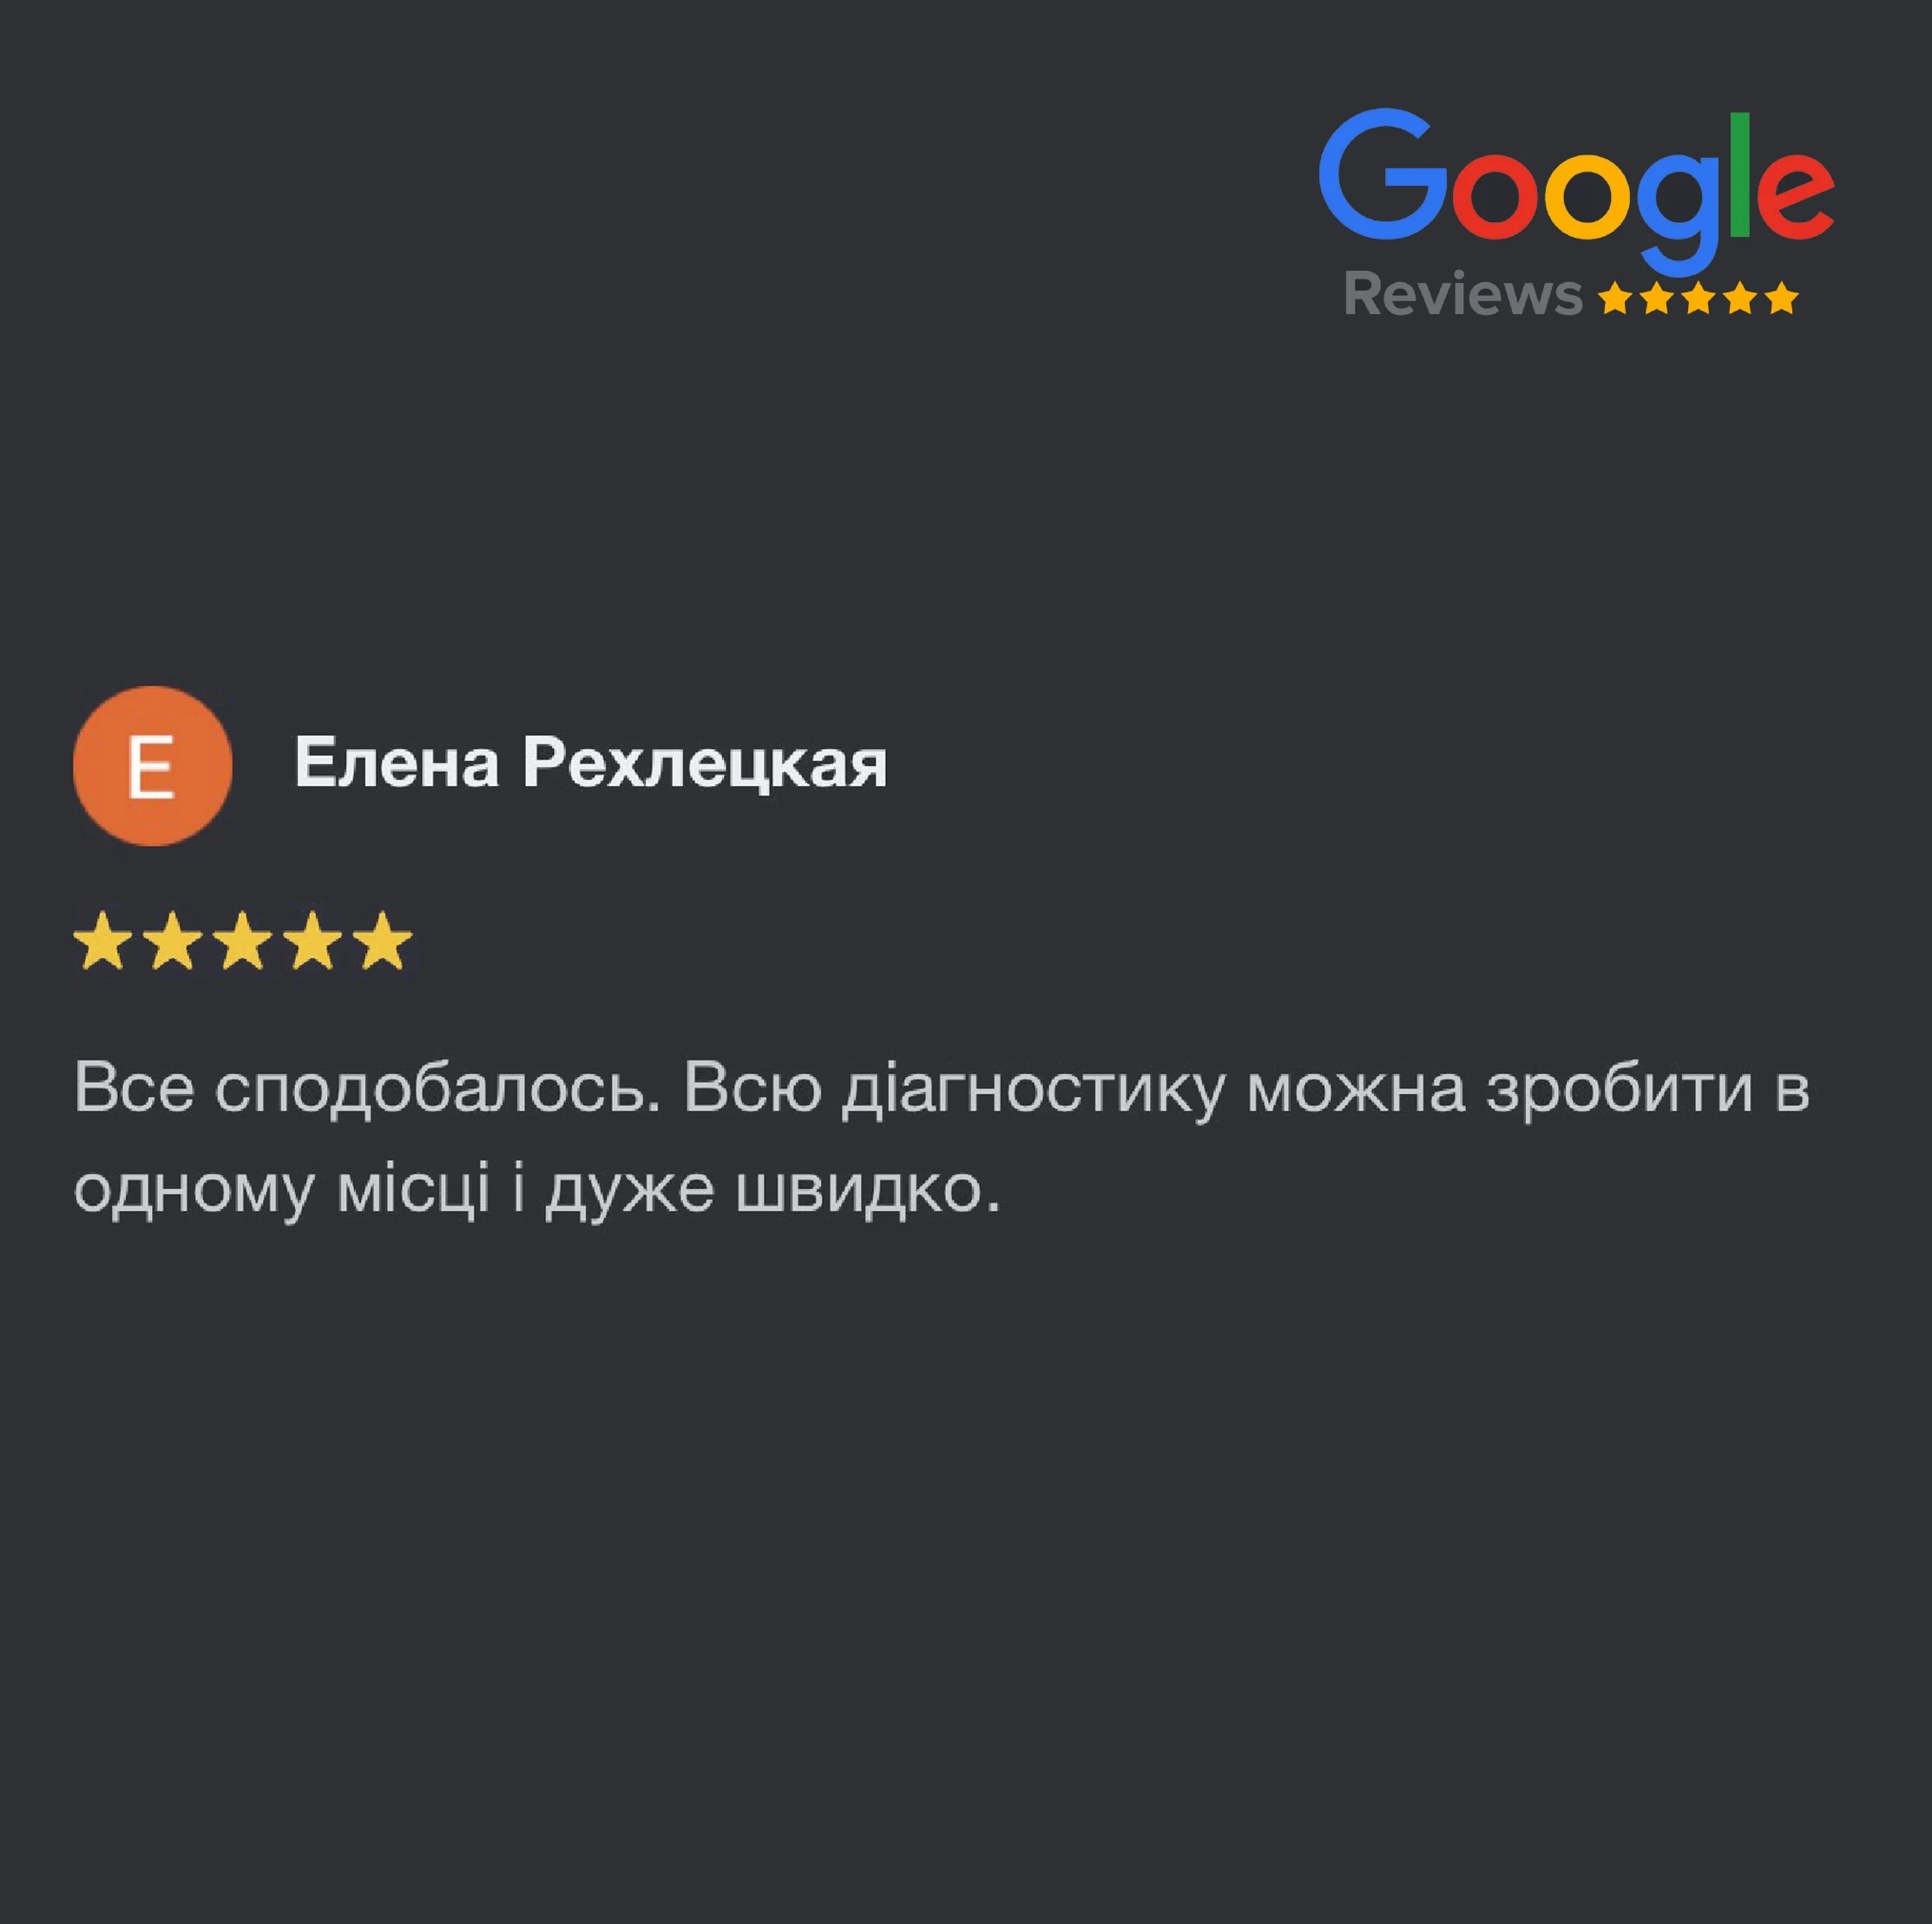 Google
Reviews
E
Елена Рехлецкая
Все сподобалось. Всю діагностику можна зробити в
одному місці і дуже швидко.